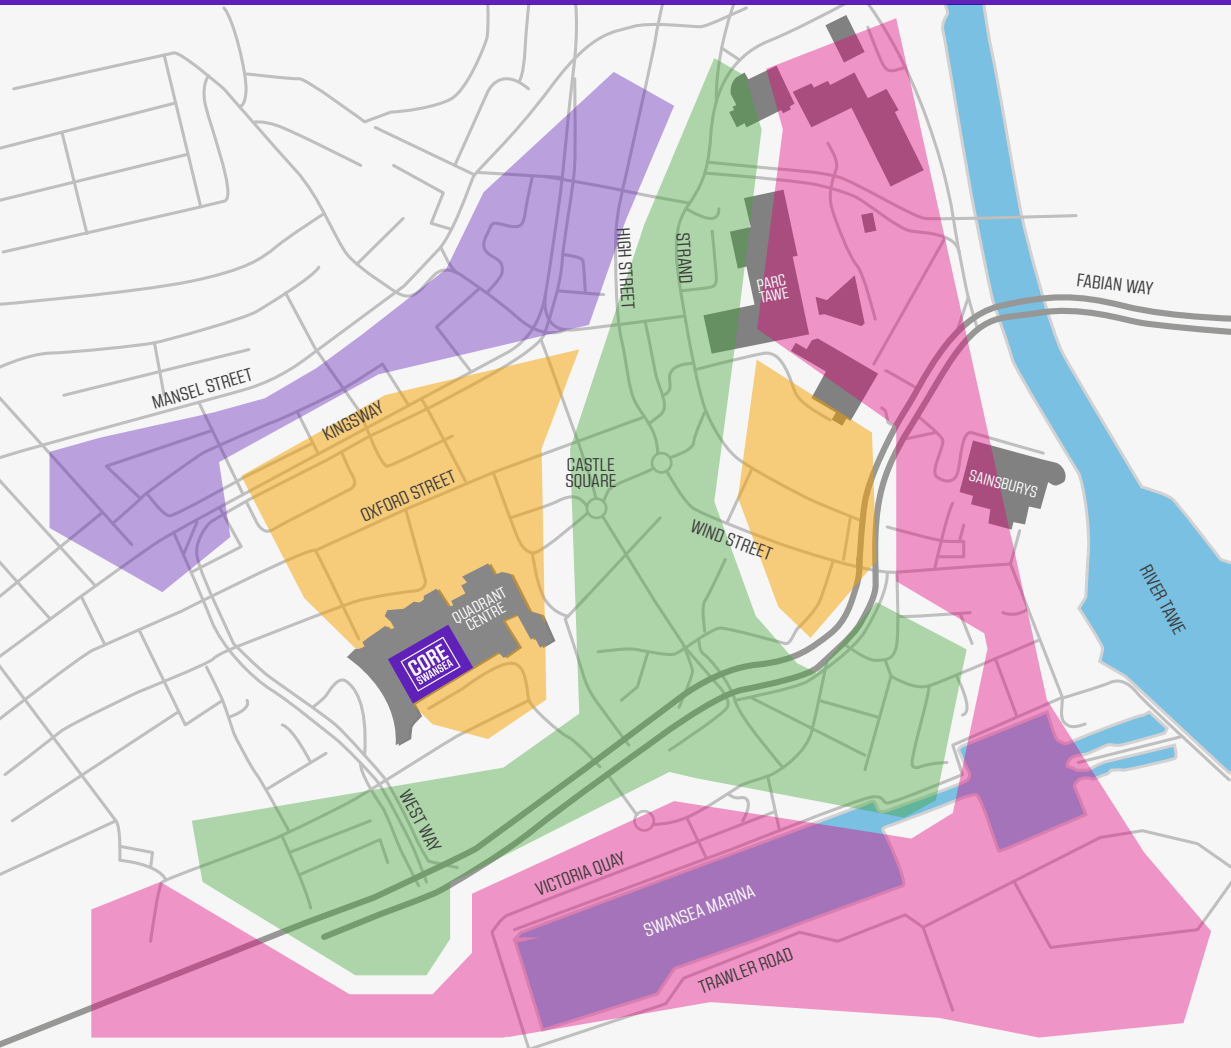 HIGH STREET
STRAND
PARC
TAWE
FABIAN WAY
MANSEL STREET
KINGSWAY
OXFORD STREET
CASTLE
SQUARE
WIND STREET
SAINSBURYS
RIVER TAWE
QUADRANT
CENTRE
CORE
SWANSEA
WEST WAY
VICTORIA QUAY
SWANSEA MARINA
TRAWLER ROAD